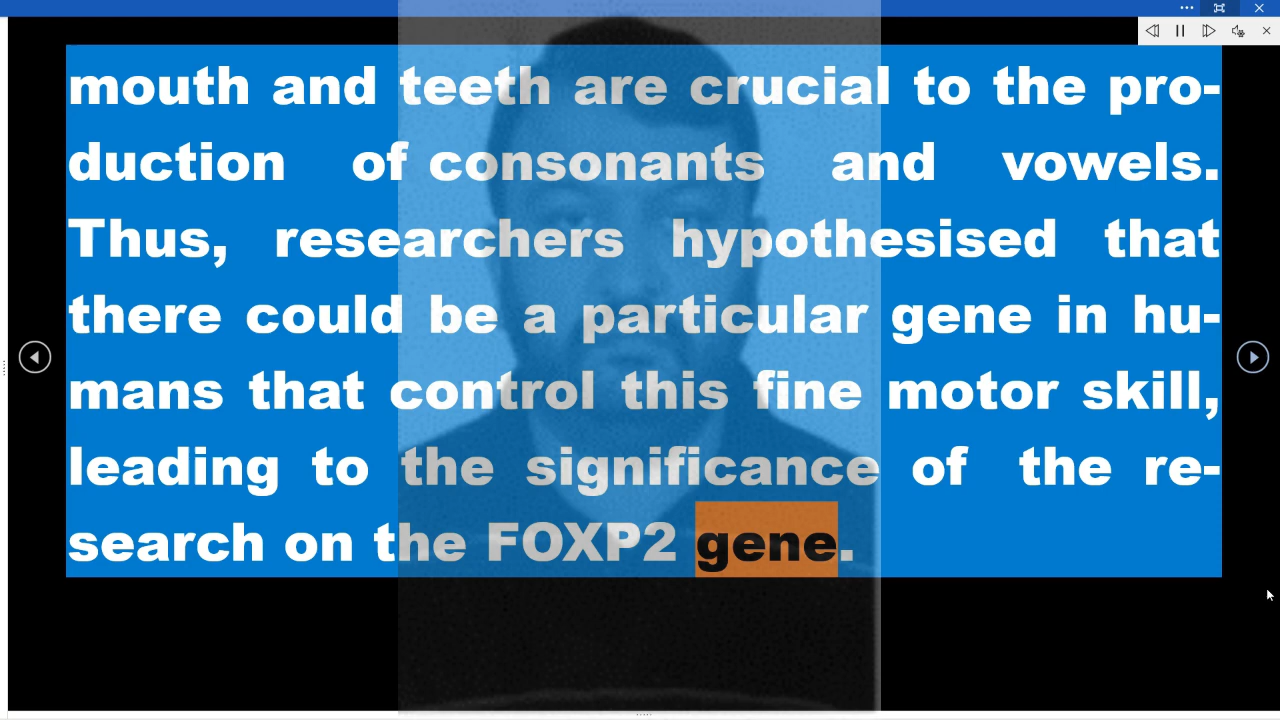 mouth and teeth are crucial to the pro-
duction of consonants and vowels.
Thus, researchers hypothesised that
there could be a particular gene in hu-
mans that control this fine motor skill,
leading to the significance of the re-
search on the FOXP2 gene.